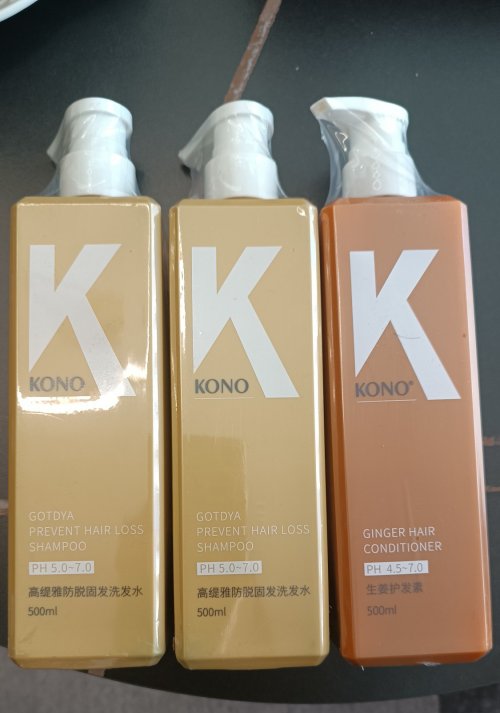 K
KONO
GOTDYA
PREVENT HAIR LOSS
SHAMPOO
PH 5.0~7.0
高缇雅防脱固发洗发水
500ml
K
KONO
GOTDYA
PREVENT HAIR LOSS
SHAMPOO
PH 5.0~7.0
高缇雅防脱固发洗发水
500ml
K
KONO®
GINGER HAIR
CONDITIONER
PH 4.5~7.0
生姜护发素
500ml